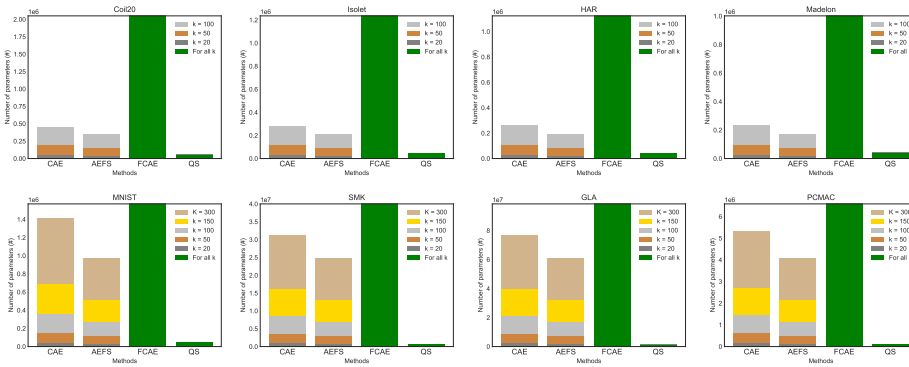 Coil20
1e6
Number of parameters (#)
2.00
1.75
1.50
1.25
1.00
0.75
0.50
0.25
0.00
k = 100
k = 50
k = 20
For all k
CAE AEFS FCAE QS
Methods
Isolet
1e6
Number of parameters (#)
1.2
1.0
0.8
0.6
0.4
0.2
0.0
k = 100
k = 50
k = 20
For all k
CAE AEFS FCAE QS
Methods
HAR
1e6
Number of parameters (#)
1.0
0.8
0.6
0.4
0.2
0.0
k = 100
k = 50
k = 20
For all k
CAE AEFS FCAE QS
Methods
Madelon
1e6
Number of parameters (#)
1.0
0.8
0.6
0.4
0.2
0.0
k = 100
k = 50
k = 20
For all
CAE AEFS FCAE QS
Methods
MNIST
1e6
Number of parameters (#)
1.4
1.2
1.0
0.8
0.6
0.4
0.2
0.0
K = 300
k = 150
k = 100
k = 50
k = 20
For all k
CAE AEFS FCAE QS
Methods
SMK
1e7
Number of parameters (#)
4.0
3.5
3.0
2.5
2.0
1.5
1.0
0.5
0.0
K = 300
k = 150
k = 100
k = 50
k = 20
For all k
CAE AEFS FCAE QS
Methods
GLA
1e7
Number of parameters (#)
8
6
4
2
0
K = 300
k = 150
k = 100
k = 50
k = 20
For all k
CAE AEFS FCAE QS
Methods
PCMAC
1e6
Number of parameters (#)
6
5
4
3
2
1
0
K = 300
k = 150
k = 100
k = 50
k = 20
For all
CAE AEFS FCAE QS
Methods